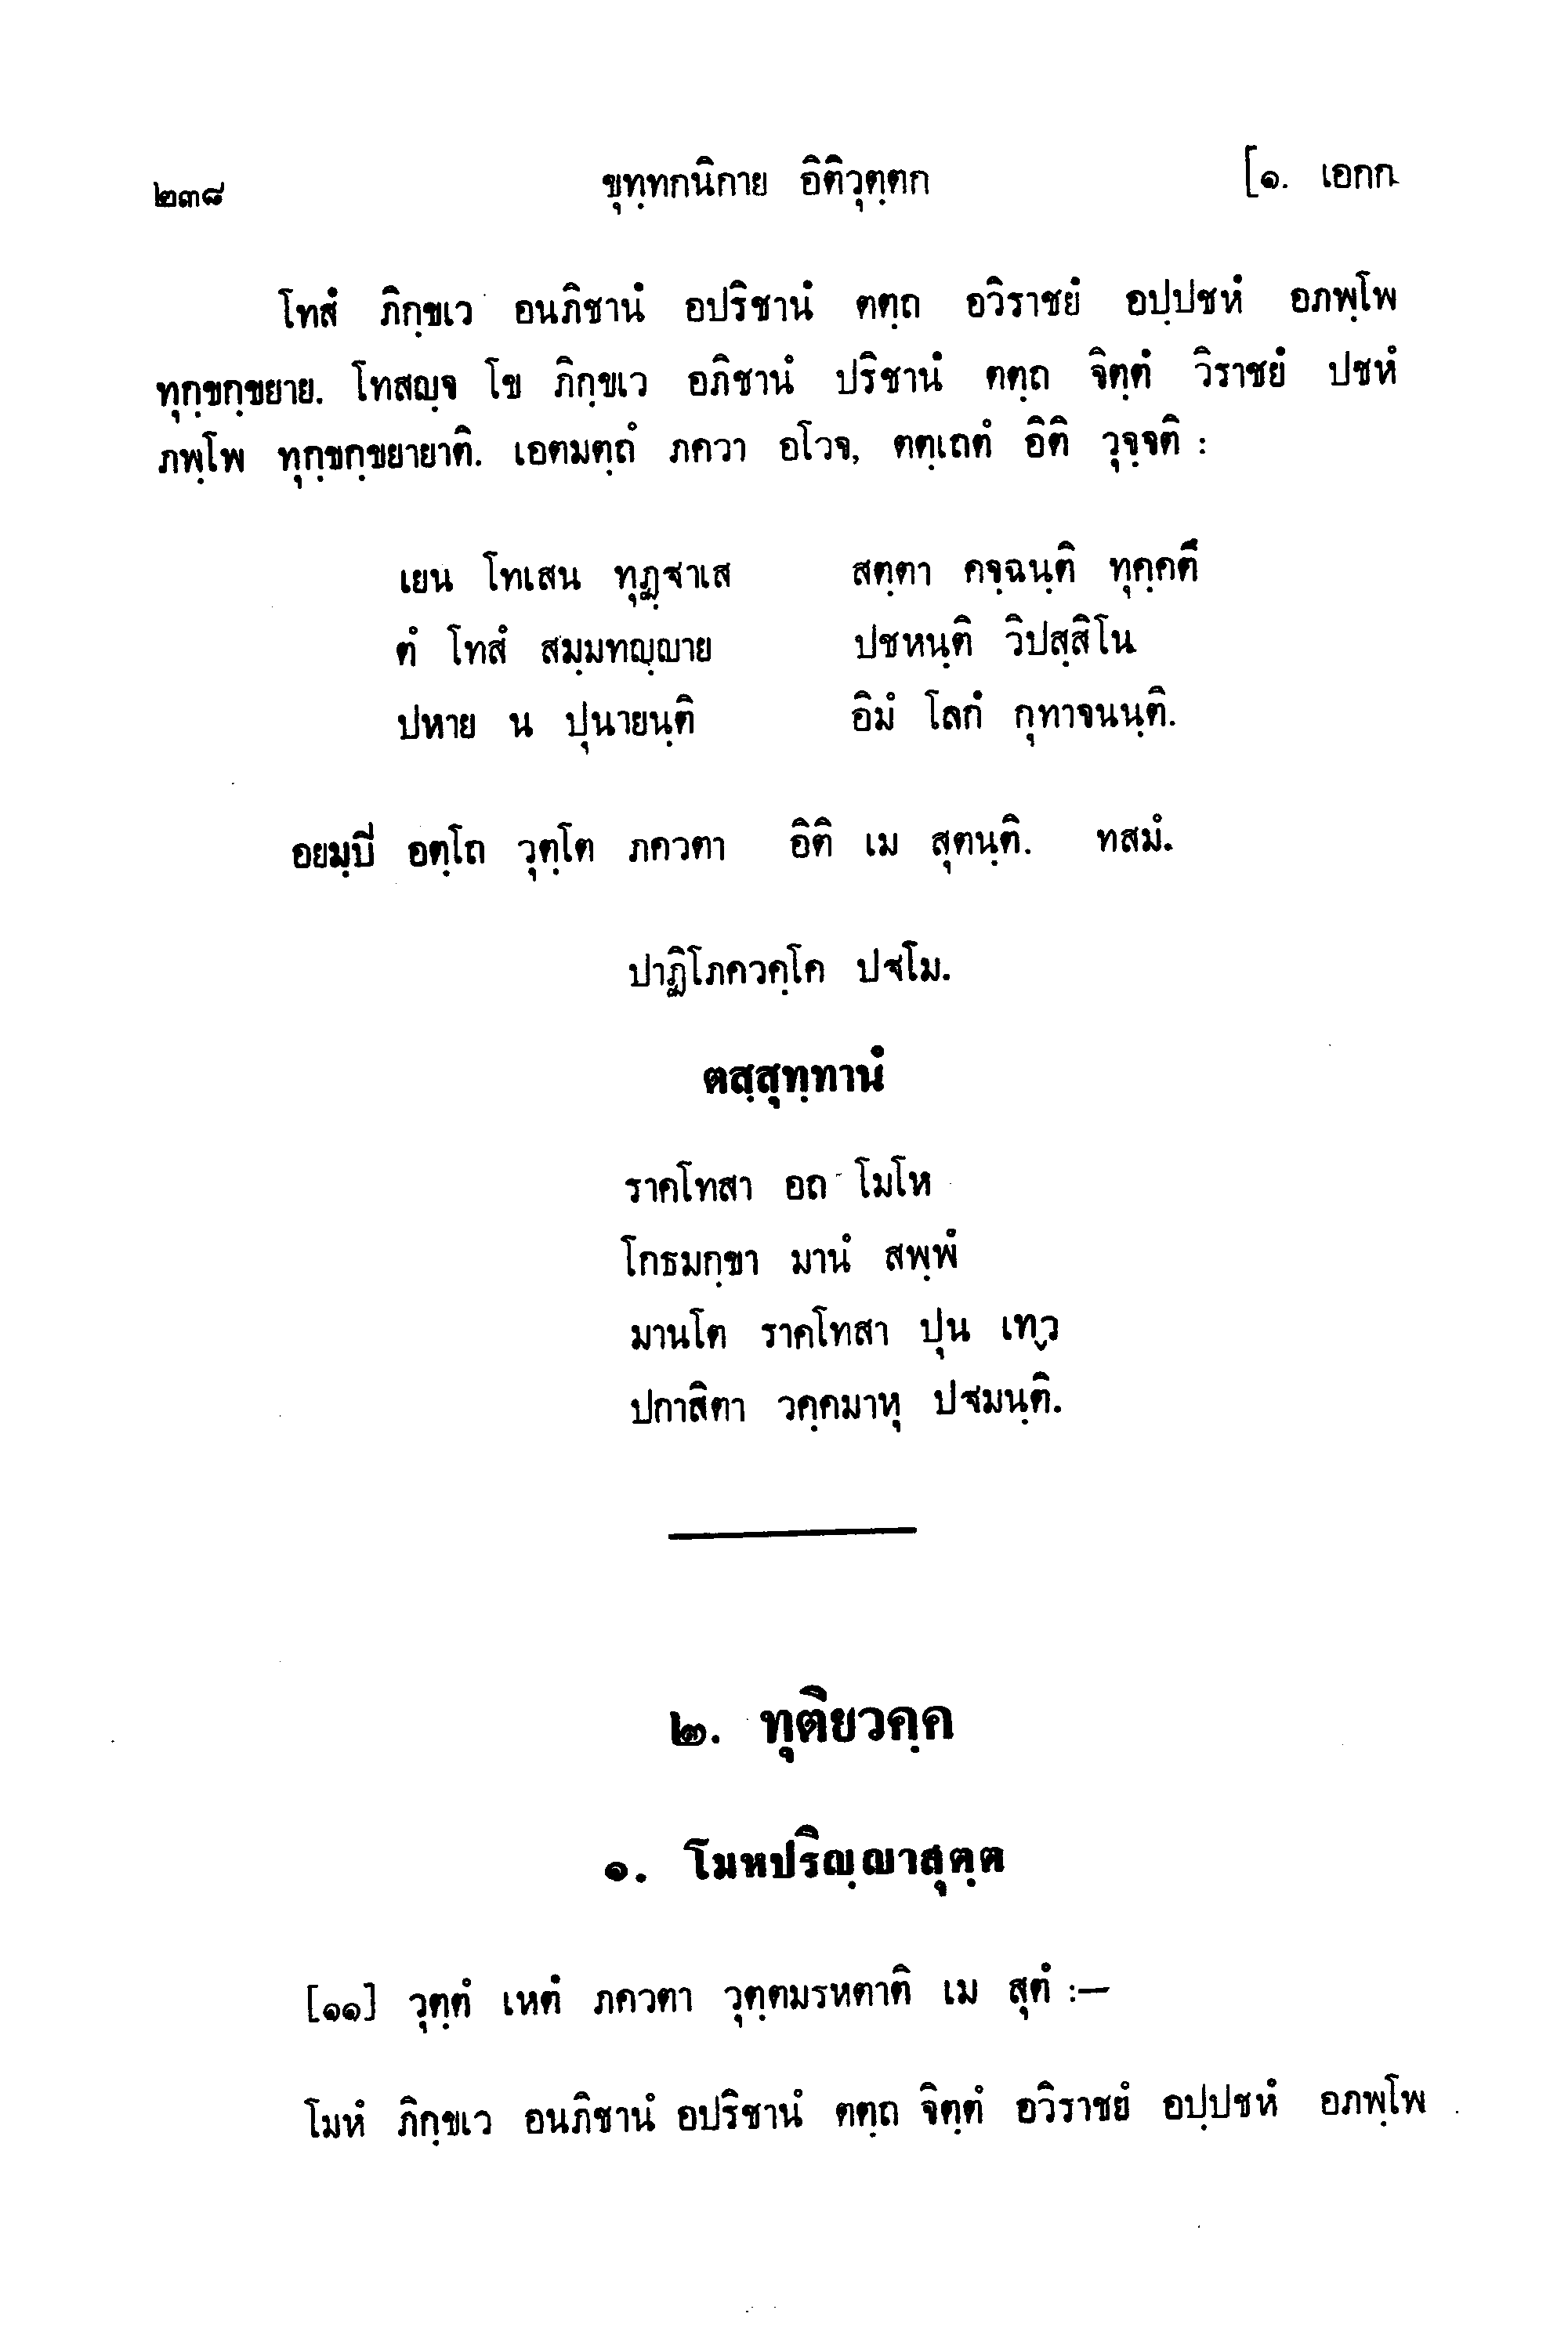 ๒๓๘ ขุทฺทกนิกาย อิติวุตฺตก [๑. เอกก
โทสํ ภิกฺขเว อนภิชานํ อปริชานํ ตตฺถ อวิราชยํ อปฺปชหํ อภพฺโพ
ทุกฺขกฺขยาย. โทสญฺจ โข ภิกฺขเว อภิชานํ ปริชานํ ตตฺถ จิตฺตํ วิราชยํ ปชหํ
ภพฺโพ ทุกฺขกฺขยายาติ. เอตมตฺถํ ภควา อโวจ, ตตฺเถตํ อิติ วุจฺจติ :
เยน โทเสน ทุฏฺฐาเส สตฺตา คจฺฉนฺติ ทุคฺคตึ
ตํ โทสํ สมฺมทญฺญาย ปชหนฺติ วิปสฺสิโน
ปหาย น ปุนายนฺติ อิมํ โลกํ กุทาจนนฺติ.
อยมฺปิ อตฺโถ วุตฺโต ภควตา อิติ เม สุตนฺติ. ทสมํ.
ปาฏิโภควคฺโค ปฐโม.
ตสฺสุทฺทานํ
ราคโทสา อถ โมโห
โกธมกฺขา มานํ สพฺพํ
มานโต ราคโทสา ปุน เทฺว
ปกาสิตา วคฺคมาหุ ปฐมนฺติ.
๒. ทุติยวคฺค
๑. โมหปริญฺญาสุตฺต
[๑๑] วุตฺตํ เหตํ ภควตา วุตฺตมรหตาติ เม สุตํ :—
โมหํ ภิกฺขเว อนภิชานํ อปริชานํ ตตฺถ จิตฺตํ อวิราชยํ อปฺปชหํ อภพฺโพ